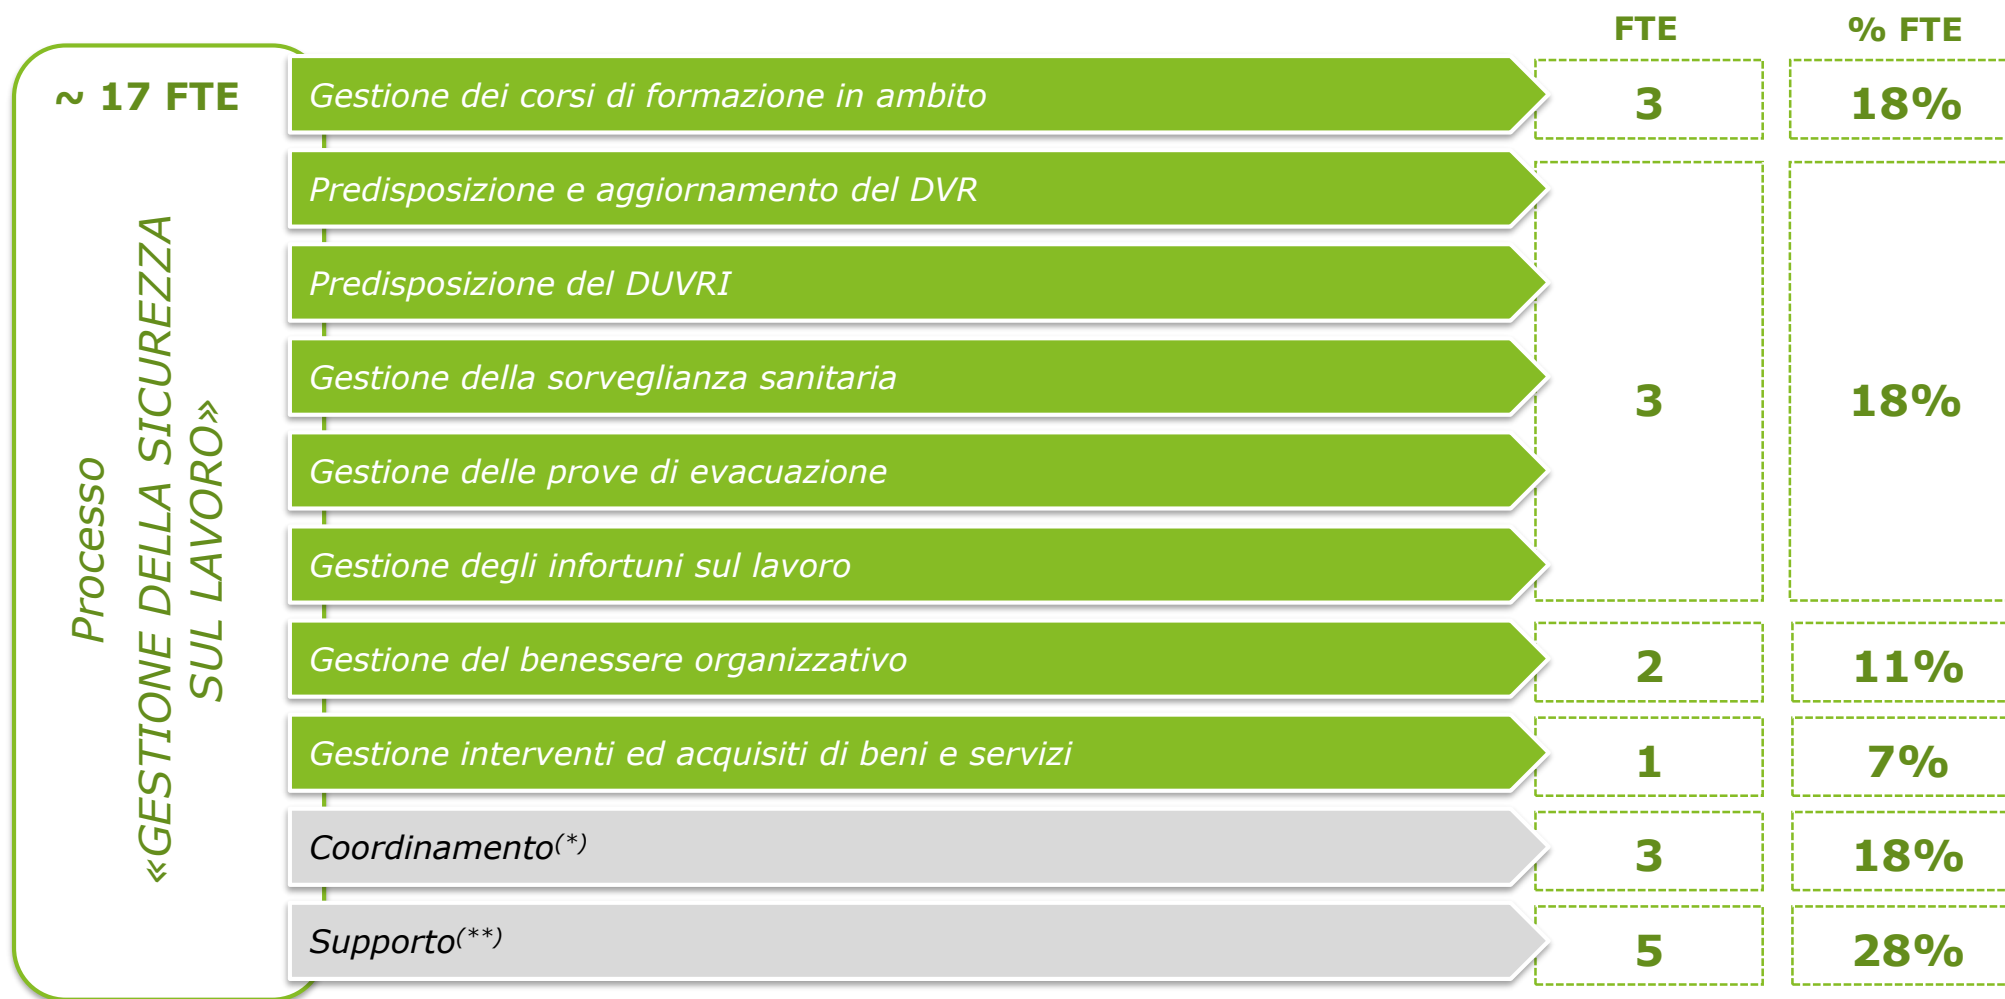 FTE % FTE
~ 17 FTE
Processo
«GESTIONE DELLA SICUREZZA
SUL LAVORO»
Gestione dei corsi di formazione in ambito 3 18%
Predisposizione e aggiornamento del DVR
Predisposizione del DUVRI
Gestione della sorveglianza sanitaria
3 18%
Gestione delle prove di evacuazione
Gestione degli infortuni sul lavoro
Gestione del benessere organizzativo 2 11%
Gestione interventi ed acquisiti di beni e servizi 1 7%
Coordinamento(*) 3 18%
Supporto(**) 5 28%